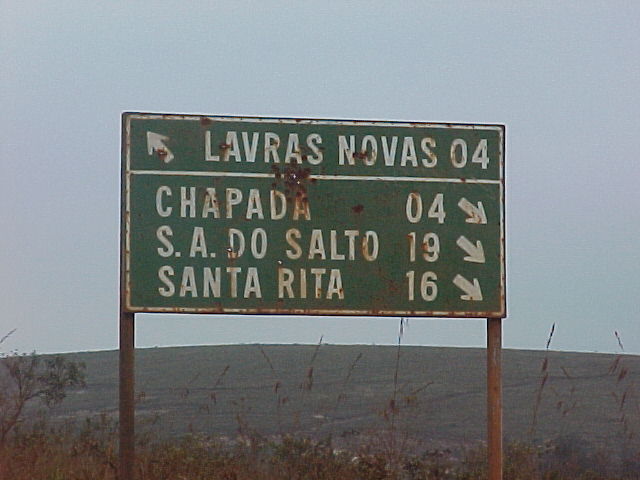 LAVRAS NOVAS 04
CHAPADA 04
S. A. DO SALTO 19
SANTA RITA 16